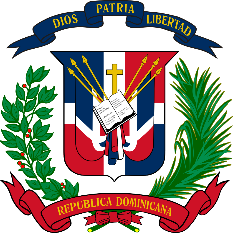 DIOS PATRIA LIBERTAD
REPUBLICA DOMINICANA